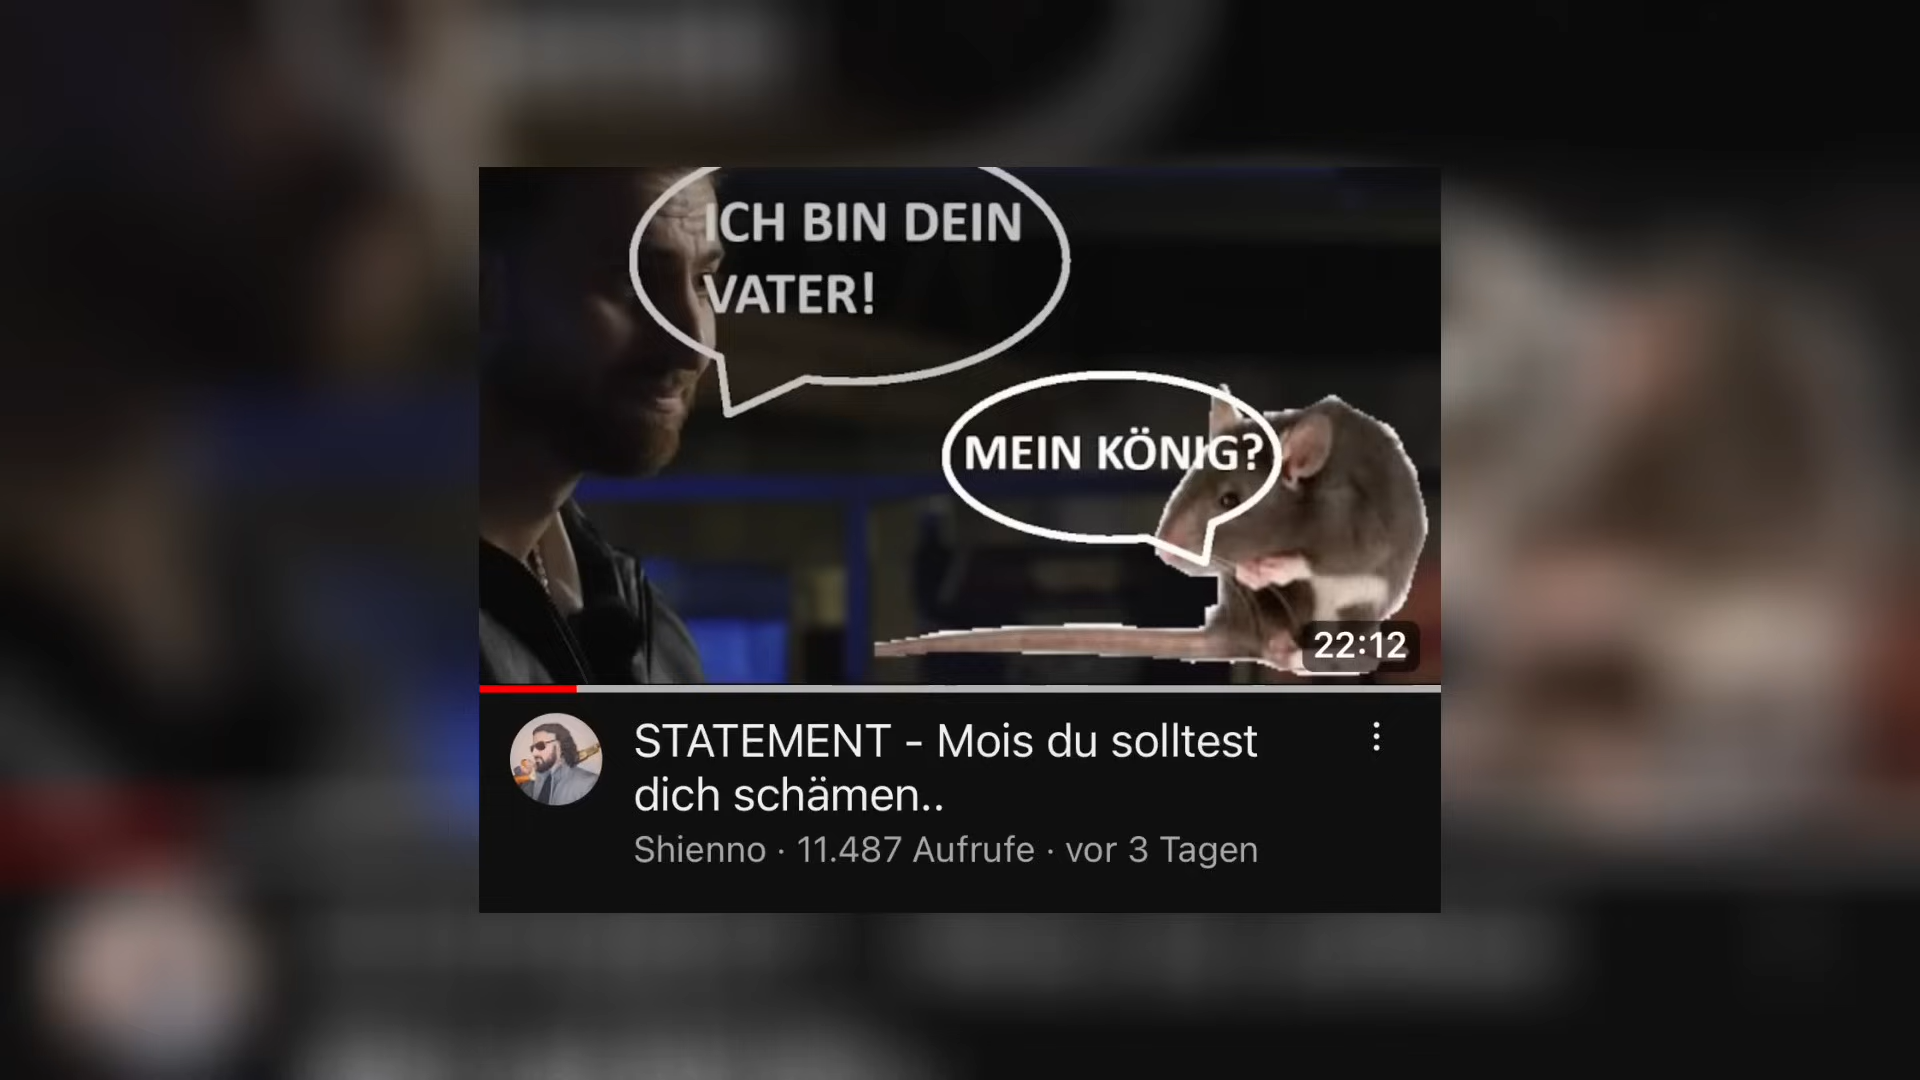 ICH BIN DEIN
VATER!
MEIN KÖNIG?
22:12
STATEMENT - Mois du solltest
dich schämen..
Shienno · 11.487 Aufrufe · vor 3 Tagen